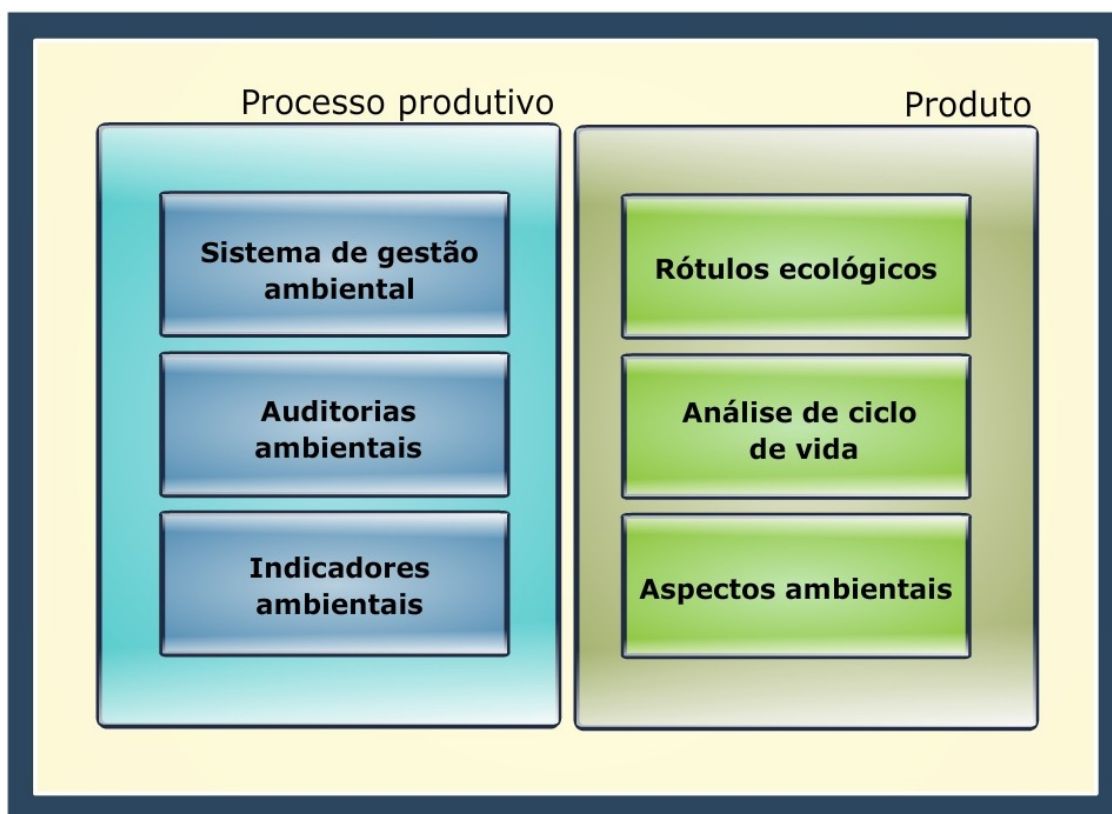 Processo produtivo
Sistema de gestão
ambiental
Auditorias
ambientais
Indicadores
ambientais
Produto
Rótulos ecológicos
Análise de ciclo
de vida
Aspectos ambientais